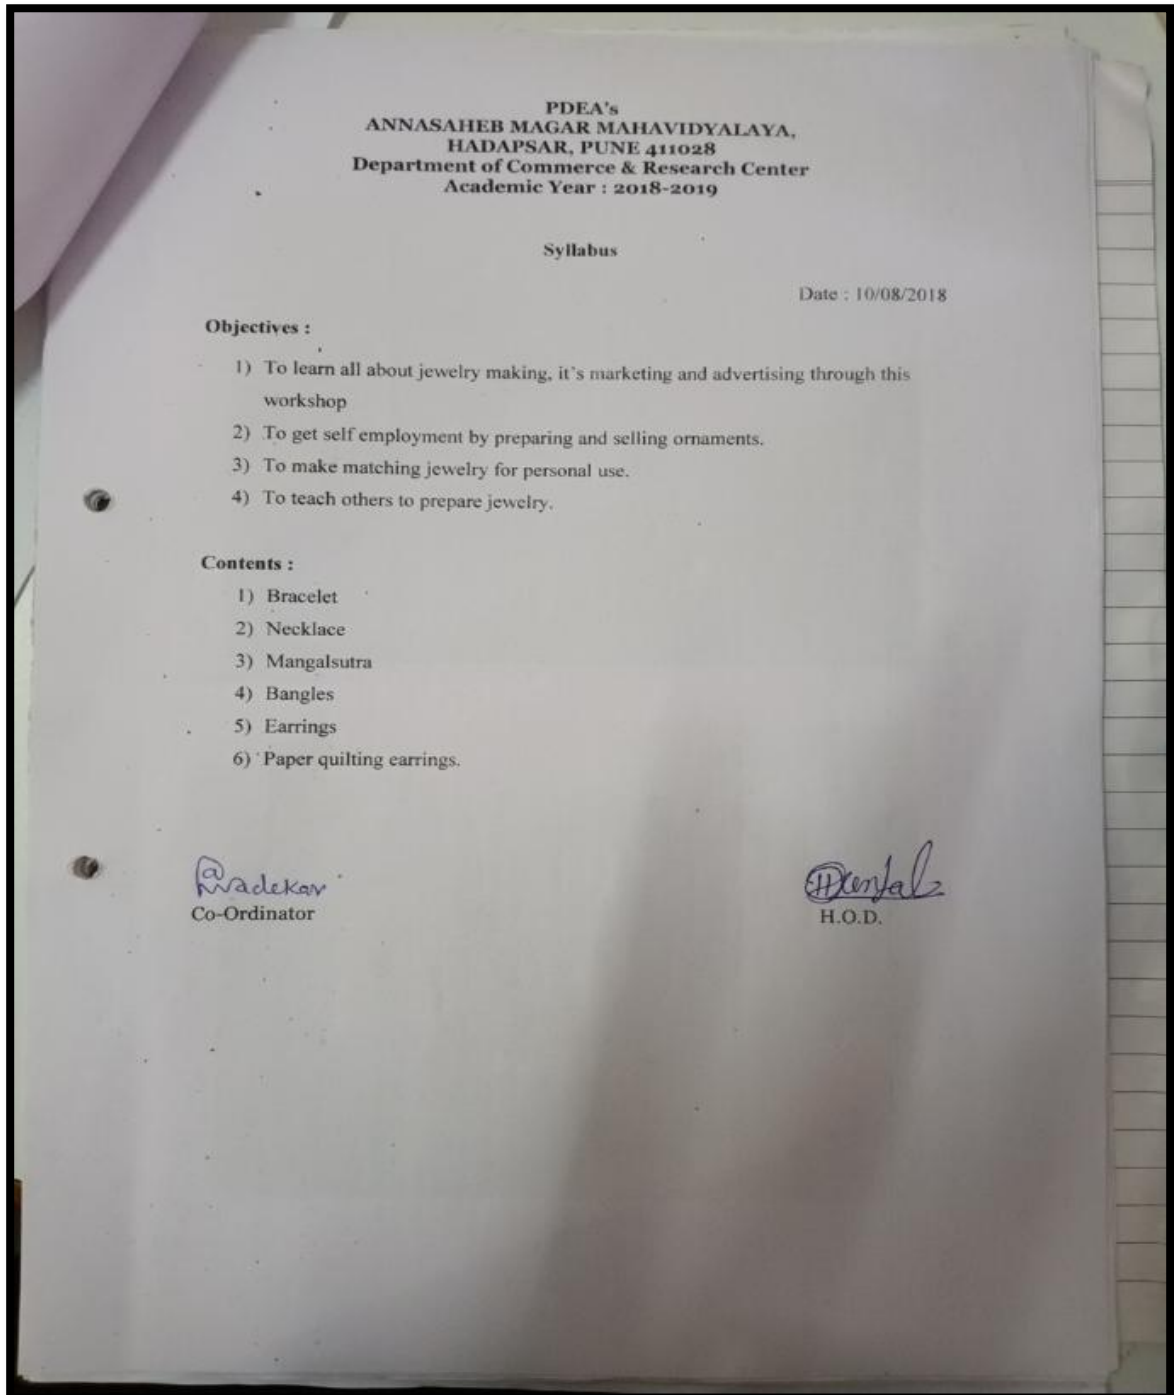 PDEA's
ANNASAHEB MAGAR MAHAVIDYALAYA,
HADAPSAR, PUNE 411028
Department of Commerce & Research Center
Academic Year : 2018-2019
Syllabus
Date : 10/08/2018
Objectives :
1) To learn all about jewelry making, it's marketing and advertising through this
workshop
2) To get self employment by preparing and selling ornaments.
3) To make matching jewelry for personal use.
4) To teach others to prepare jewelry.
Contents :
1) Bracelet
2) Necklace
3) Mangalsutra
4) Bangles
5) Earrings
6) Paper quilting earrings.
Co-Ordinator
H.O.D.